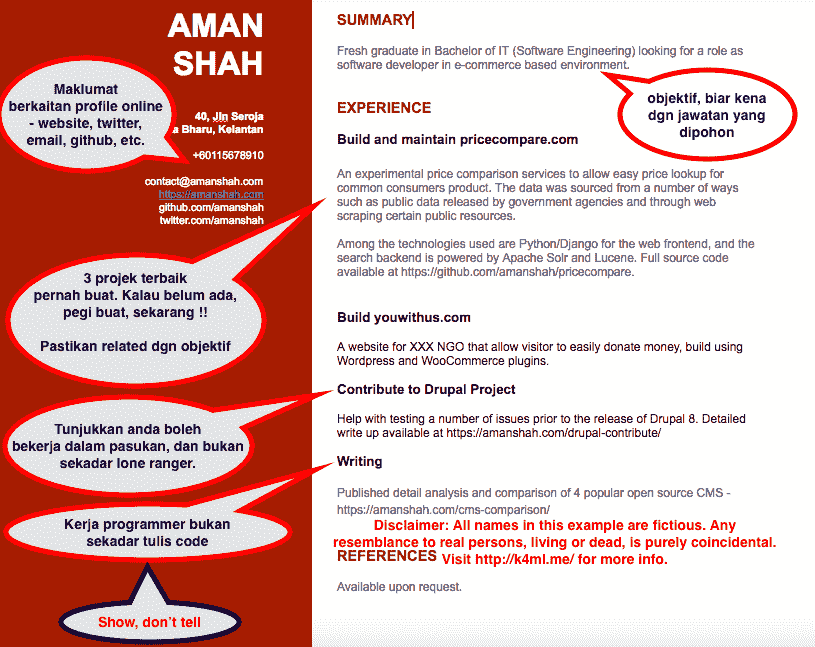 AMAN
SHAH
Maklumat
berkaitan profile online
- website, twitter,
email, github, etc.
40, Jln Seroja
a Bharu, Kelantan
+60115678910
contact@amanshah.com
https://amanshah.com
github.com/amanshah
twitter.com/amanshah
3 projek terbaik
pernah buat. Kalau belum ada,
pegi buat, sekarang !!
Pastikan related dgn objektif
Tunjukkan anda boleh
bekerja dalam pasukan, dan bukan
sekadar lone ranger.
Kerja programmer bukan
sekadar tulis code
Show, don't tell
SUMMARY
Fresh graduate in Bachelor of IT (Software Engineering) looking for a role as
software developer in e-commerce based environment.
objektif, biar kena
dgn jawatan yang
dipohon
EXPERIENCE
Build and maintain pricecompare.com
An experimental price comparison services to allow easy price lookup for
common consumers product. The data was sourced from a number of ways
such as public data released by government agencies and through web
scraping certain public resources.
Among the technologies used are Python/Django for the web frontend, and the
search backend is powered by Apache Solr and Lucene. Full source code
available at https://github.com/amanshah/pricecompare.
Build youwithus.com
A website for XXX NGO that allow visitor to easily donate money, build using
Wordpress and WooCommerce plugins.
Contribute to Drupal Project
Help with testing a number of issues prior to the release of Drupal 8. Detailed
write up available at https://amanshah.com/drupal-contribute/
Writing
Published detail analysis and comparison of 4 popular open source CMS -
https://amanshah.com/cms-comparison/
Disclaimer: All names in this example are fictious. Any
resemblance to real persons, living or dead, is purely coincidental.
REFERENCES
Visit http://k4ml.me/ for more info.
Available upon request.